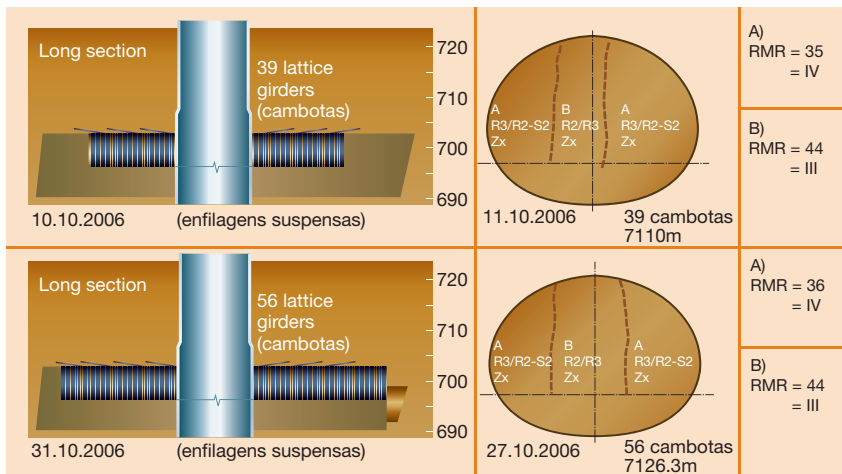 Long section
39 lattice
girders
(cambotas)
720
710
700
690
10.10.2006
(enfilagens suspensas)
A
R3/R2-S2
Zx
B
R2/R3
Zx
A
R3/R2-S2
Zx
11.10.2006
39 cambotas
7110m
A)
RMR = 35
= IV
B)
RMR = 44
= III
Long section
56 lattice
girders
(cambotas)
720
710
700
690
31.10.2006
(enfilagens suspensas)
A
R3/R2-S2
Zx
B
R2/R3
Zx
A
R3/R2-S2
Zx
27.10.2006
56 cambotas
7126.3m
A)
RMR = 36
= IV
B)
RMR = 44
= III